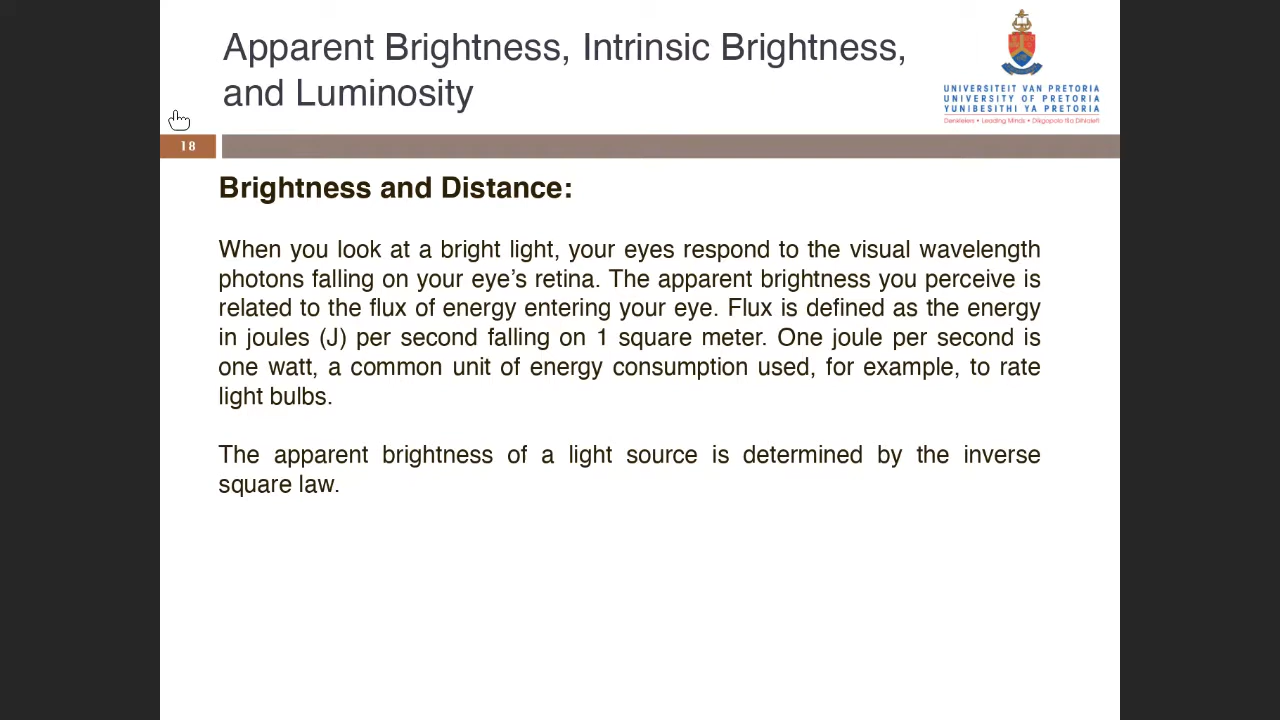 Apparent Brightness, Intrinsic Brightness,
and Luminosity
UNIVERSITEIT VAN PRETORIA
UNIVERSITY OF PRETORIA
YUNIBESITHI YA PRETORIA
18
Brightness and Distance:
When you look at a bright light, your eyes respond to the visual wavelength
photons falling on your eye’s retina. The apparent brightness you perceive is
related to the flux of energy entering your eye. Flux is defined as the energy
in joules (J) per second falling on 1 square meter. One joule per second is
one watt, a common unit of energy consumption used, for example, to rate
light bulbs.
The apparent brightness of a light source is determined by the inverse
square law.